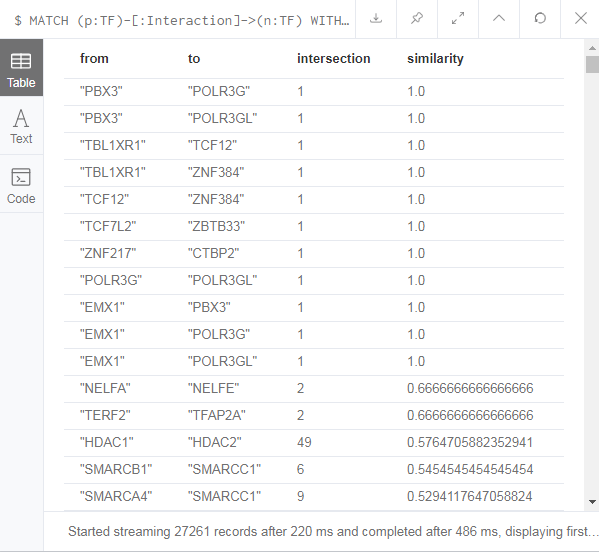 $ MATCH (p:TF)-[:Interaction]->(n:TF) WITH…
Table
Text
Code
from to intersection similarity
"PBX3" "POLR3G" 1 1.0
"PBX3" "POLR3GL" 1 1.0
"TBL1XR1" "TCF12" 1 1.0
"TBL1XR1" "ZNF384" 1 1.0
"TCF12" "ZNF384" 1 1.0
"TCF7L2" "ZBTB33" 1 1.0
"ZNF217" "CTBP2" 1 1.0
"POLR3G" "POLR3GL" 1 1.0
"EMX1" "PBX3" 1 1.0
"EMX1" "POLR3G" 1 1.0
"EMX1" "POLR3GL" 1 1.0
"NELFA" "NELFE" 2 0.6666666666666666
"TERF2" "TFAP2A" 2 0.6666666666666666
"HDAC1" "HDAC2" 49 0.5764705882352941
"SMARCB1" "SMARCC1" 6 0.5454545454545454
"SMARCA4" "SMARCC1" 9 0.5294117647058824
Started streaming 27261 records after 220 ms and completed after 486 ms, displaying first…